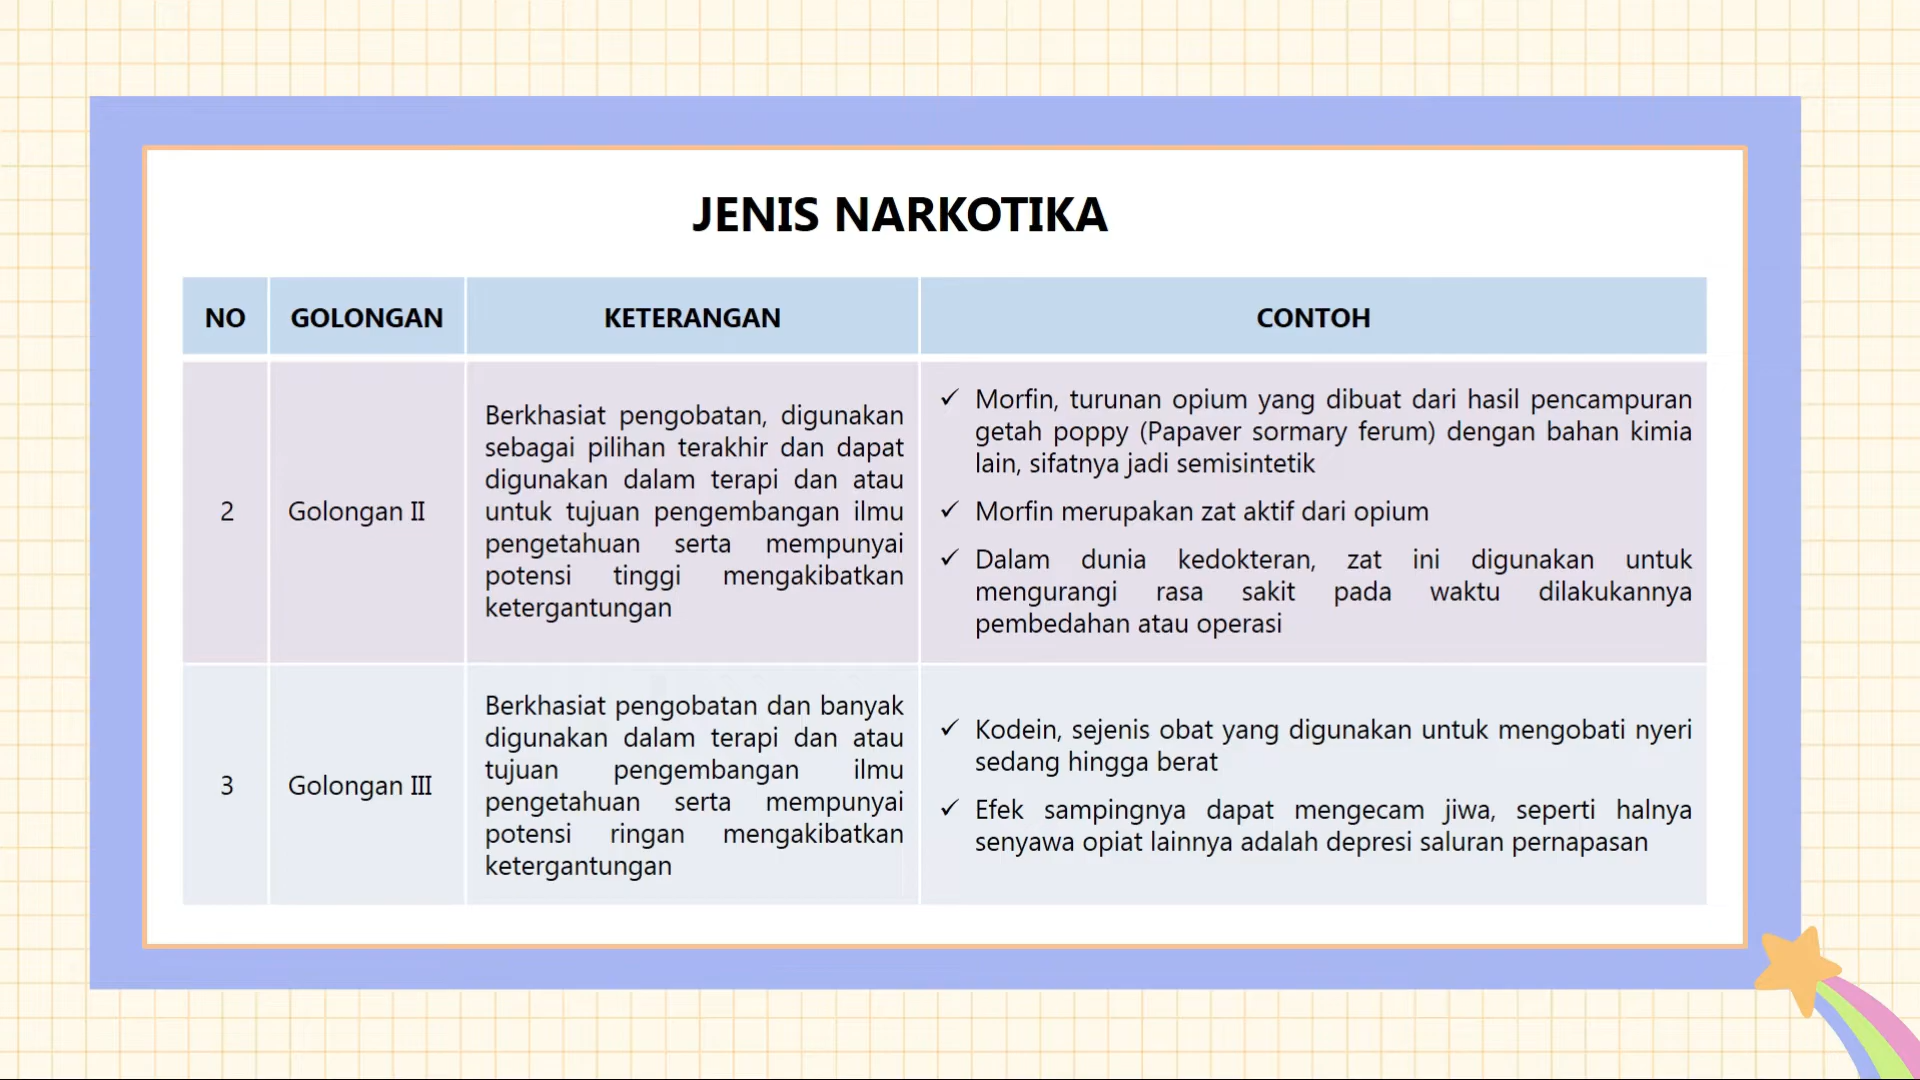 JENIS NARKOTIKA
NO GOLONGAN KETERANGAN CONTOH
2
Golongan II
Berkhasiat pengobatan, digunakan
sebagai pilihan terakhir dan dapat
digunakan dalam terapi dan atau
untuk tujuan pengembangan ilmu
pengetahuan serta mempunyai
potensi tinggi mengakibatkan
ketergantungan
✓ Morfin, turunan opium yang dibuat dari hasil pencampuran
getah poppy (Papaver sormary ferum) dengan bahan kimia
lain, sifatnya jadi semisintetik
✓ Morfin merupakan zat aktif dari opium
✓ Dalam dunia kedokteran, zat ini digunakan untuk
mengurangi rasa sakit pada waktu dilakukannya
pembedahan atau operasi
3
Golongan III
Berkhasiat pengobatan dan banyak
digunakan dalam terapi dan atau
tujuan pengembangan ilmu
pengetahuan serta mempunyai
potensi ringan mengakibatkan
ketergantungan
✓ Kodein, sejenis obat yang digunakan untuk mengobati nyeri
sedang hingga berat
✓ Efek sampingnya dapat mengecam jiwa, seperti halnya
senyawa opiat lainnya adalah depresi saluran pernapasan